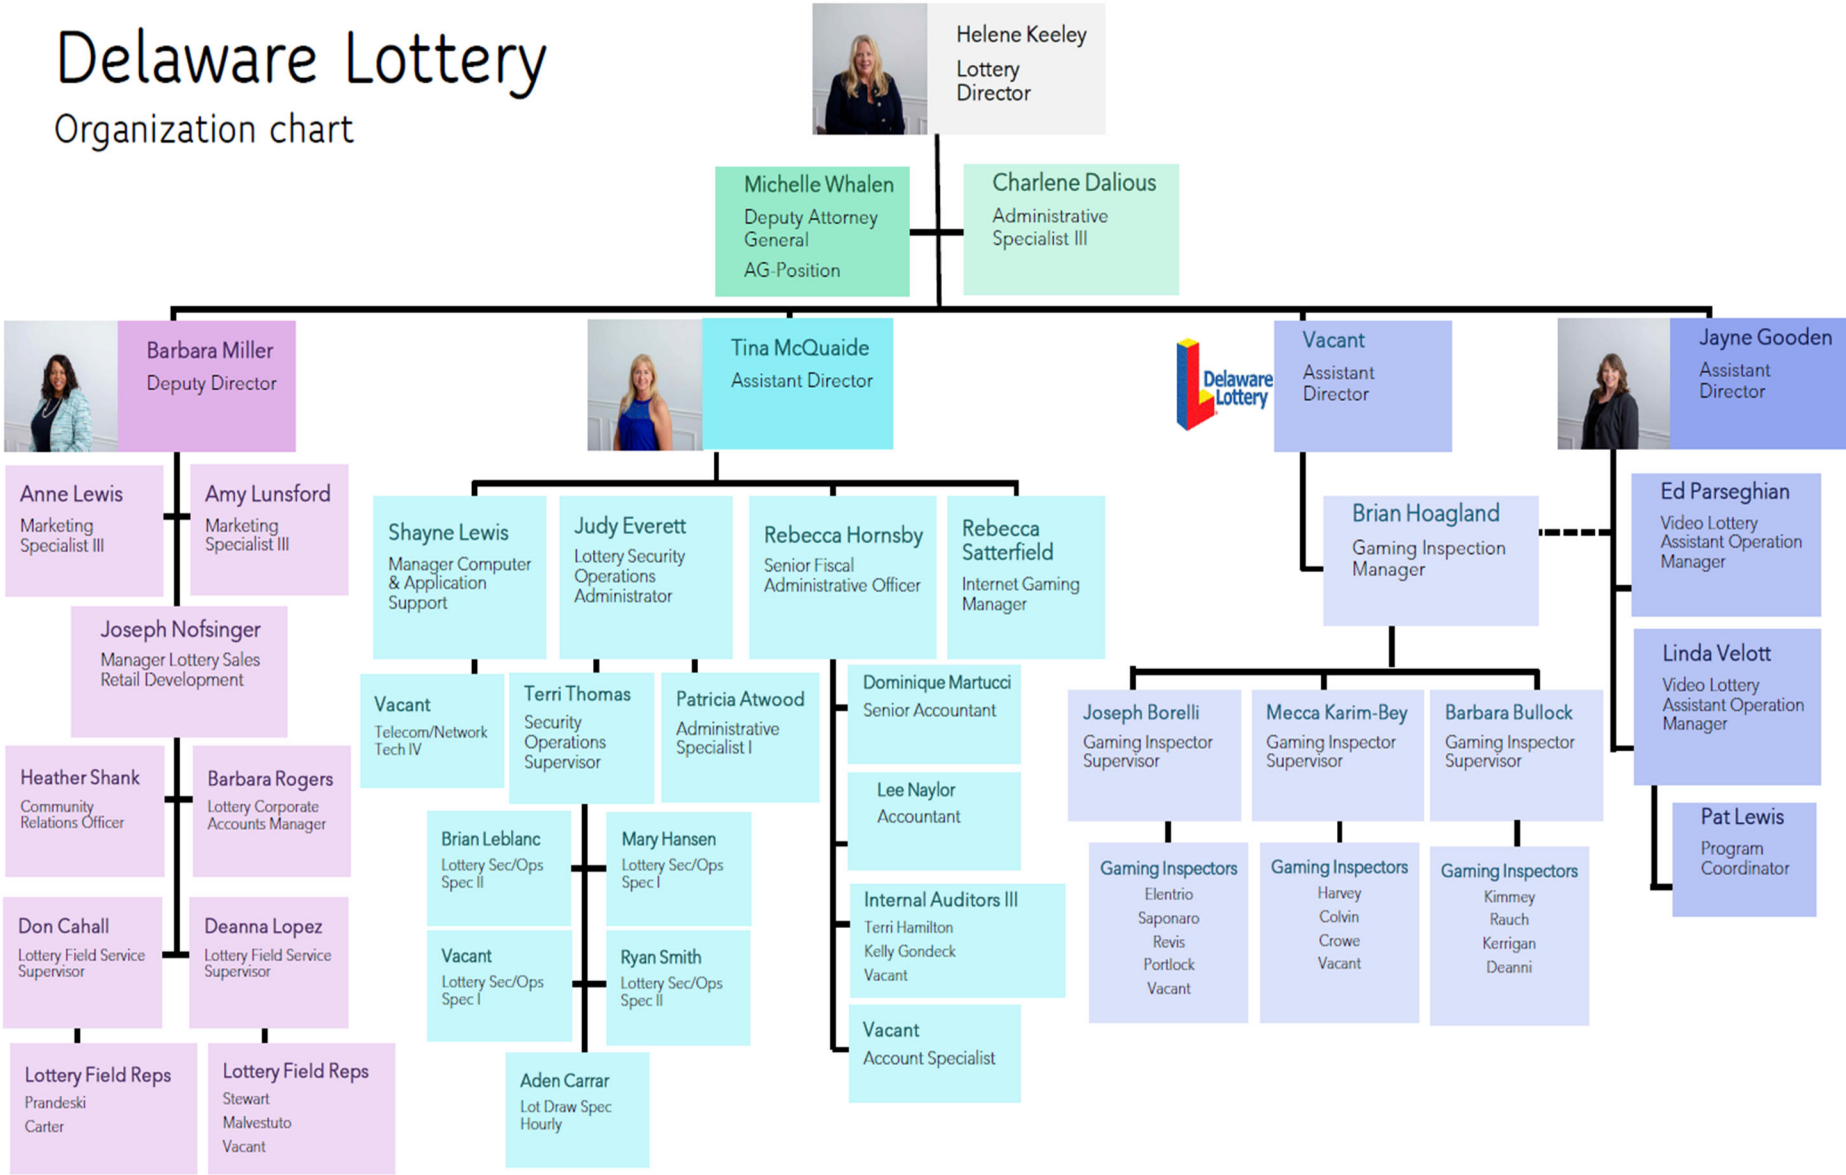 Delaware Lottery
Organization chart
Helene Keeley
Lottery
Director
Michelle Whalen
Deputy Attorney
General
AG-Position
Charlene Dalious
Administrative
Specialist III
Barbara Miller
Deputy Director
Tina McQuaide
Assistant Director
Delaware
Lottery
Vacant
Assistant
Director
Jayne Gooden
Assistant
Director
Anne Lewis
Marketing
Specialist III
Amy Lunsford
Marketing
Specialist III
Joseph Nofsinger
Manager Lottery Sales
Retail Development
Heather Shank
Community
Relations Officer
Barbara Rogers
Lottery Corporate
Accounts Manager
Don Cahall
Lottery Field Service
Supervisor
Deanna Lopez
Lottery Field Service
Supervisor
Lottery Field Reps
Prandeski
Carter
Lottery Field Reps
Stewart
Malvestuto
Vacant
Shayne Lewis
Manager Computer
& Application
Support
Judy Everett
Lottery Security
Operations
Administrator
Rebecca Hornsby
Senior Fiscal
Administrative Officer
Rebecca
Satterfield
Internet Gaming
Manager
Vacant
Telecom/Network
Tech IV
Terri Thomas
Security
Operations
Supervisor
Patricia Atwood
Administrative
Specialist I
Brian Leblanc
Lottery Sec/Ops
Spec II
Mary Hansen
Lottery Sec/Ops
Spec I
Vacant
Lottery Sec/Ops
Spec I
Ryan Smith
Lottery Sec/Ops
Spec II
Aden Carrar
Lot Draw Spec
Hourly
Dominique Martucci
Senior Accountant
Lee Naylor
Accountant
Internal Auditors III
Terri Hamilton
Kelly Gondeck
Vacant
Vacant
Account Specialist
Brian Hoagland
Gaming Inspection
Manager
Joseph Borelli
Gaming Inspector
Supervisor
Mecca Karim-Bey
Gaming Inspector
Supervisor
Barbara Bullock
Gaming Inspector
Supervisor
Gaming Inspectors
Elentrio
Saponaro
Revis
Portlock
Vacant
Gaming Inspectors
Harvey
Colvin
Crowe
Vacant
Gaming Inspectors
Kimmey
Rauch
Kerrigan
Deanni
Ed Parseghian
Video Lottery
Assistant Operation
Manager
Linda Velott
Video Lottery
Assistant Operation
Manager
Pat Lewis
Program
Coordinator